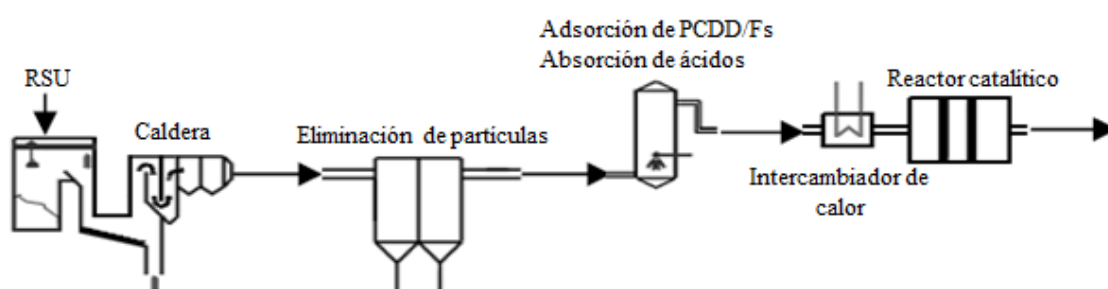 RSU
Caldera
Eliminación de partículas
Adsorción de PCDD/Fs
Absorción de ácidos
Intercambiador de
calor
Reactor catalítico